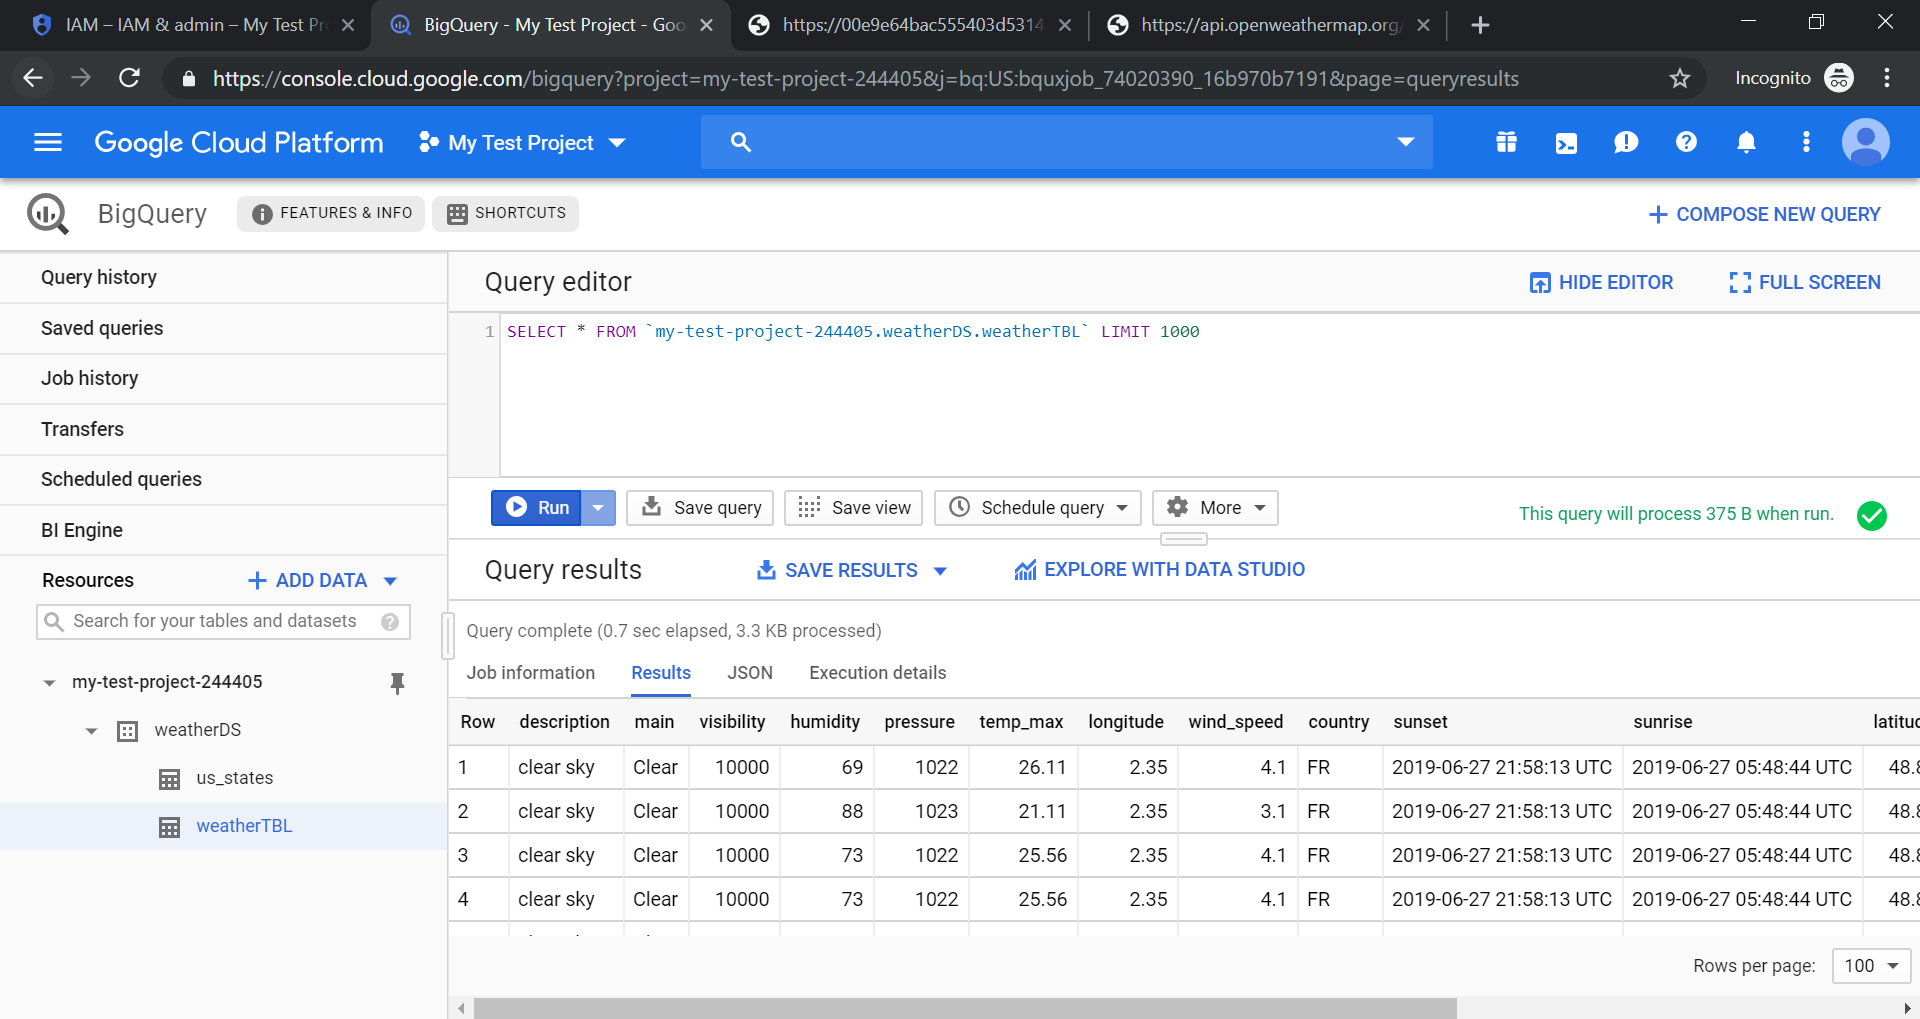 IAM – IAM & admin – My Test Pr
BigQuery - My Test Project - Goo
https://00e9e64bac555403d5314
https://api.openweathermap.org/
https://console.cloud.google.com/bigquery?project=my-test-project-244405&j=bq:US:bquxjob_74020390_16b970b7191&page=queryresults
Incognito
Google Cloud Platform
My Test Project
BigQuery
FEATURES & INFO
SHORTCUTS
COMPOSE NEW QUERY
Query history
Saved queries
Job history
Transfers
Scheduled queries
BI Engine
Resources
ADD DATA
Search for your tables and datasets
my-test-project-244405
weatherDS
us_states
weatherTBL
Query editor
HIDE EDITOR
FULL SCREEN
1 SELECT * FROM `my-test-project-244405.weatherDS.weatherTBL` LIMIT 1000
Run
Save query
Save view
Schedule query
More
This query will process 375 B when run.
Query results
SAVE RESULTS
EXPLORE WITH DATA STUDIO
Query complete (0.7 sec elapsed, 3.3 KB processed)
Job information Results JSON Execution details
Row description main visibility humidity pressure temp_max longitude wind_speed country sunset sunrise latitud
1 clear sky Clear 10000 69 1022 26.11 2.35 4.1 FR 2019-06-27 21:58:13 UTC 2019-06-27 05:48:44 UTC 48.8
2 clear sky Clear 10000 88 1023 21.11 2.35 3.1 FR 2019-06-27 21:58:13 UTC 2019-06-27 05:48:44 UTC 48.8
3 clear sky Clear 10000 73 1022 25.56 2.35 4.1 FR 2019-06-27 21:58:13 UTC 2019-06-27 05:48:44 UTC 48.8
4 clear sky Clear 10000 73 1022 25.56 2.35 4.1 FR 2019-06-27 21:58:13 UTC 2019-06-27 05:48:44 UTC 48.8
Rows per page: 100